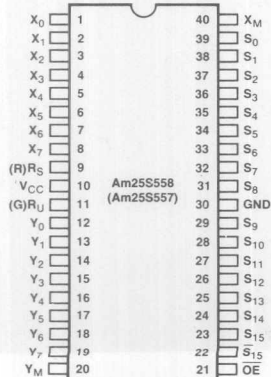 X0 1 40 XM
X1 2 39 S0
X2 3 38 S1
X3 4 37 S2
X4 5 36 S3
X5 6 35 S4
X6 7 34 S5
X7 8 33 S6
(R)RS 9 32 S7
VCC 10 Am25S558 31 S8
(G)RU 11 (Am25S557) 30 GND
Y0 12 29 S9
Y1 13 28 S10
Y2 14 27 S11
Y3 15 26 S12
Y4 16 25 S13
Y5 17 24 S14
Y6 18 23 S15
Y7 19 22 S̅15
YM 20 21 O̅E̅